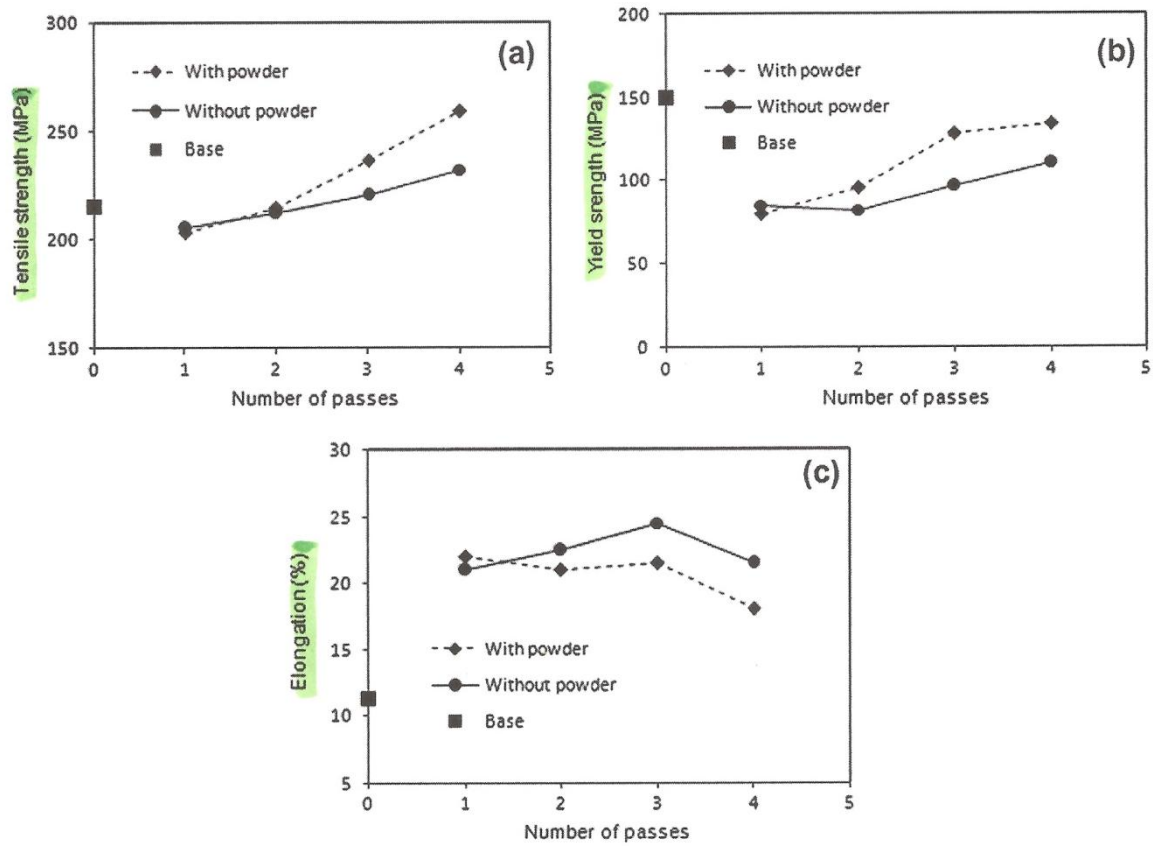 (a)
300
250
200
150
Tensile strength (MPa)
With powder
Without powder
Base
0 1 2 3 4 5
Number of passes
(b)
200
150
100
50
0
Yield srength (MPa)
With powder
Without powder
Base
0 1 2 3 4 5
Number of passes
(c)
30
25
20
15
10
5
Elongation (%)
With powder
Without powder
Base
0 1 2 3 4 5
Number of passes